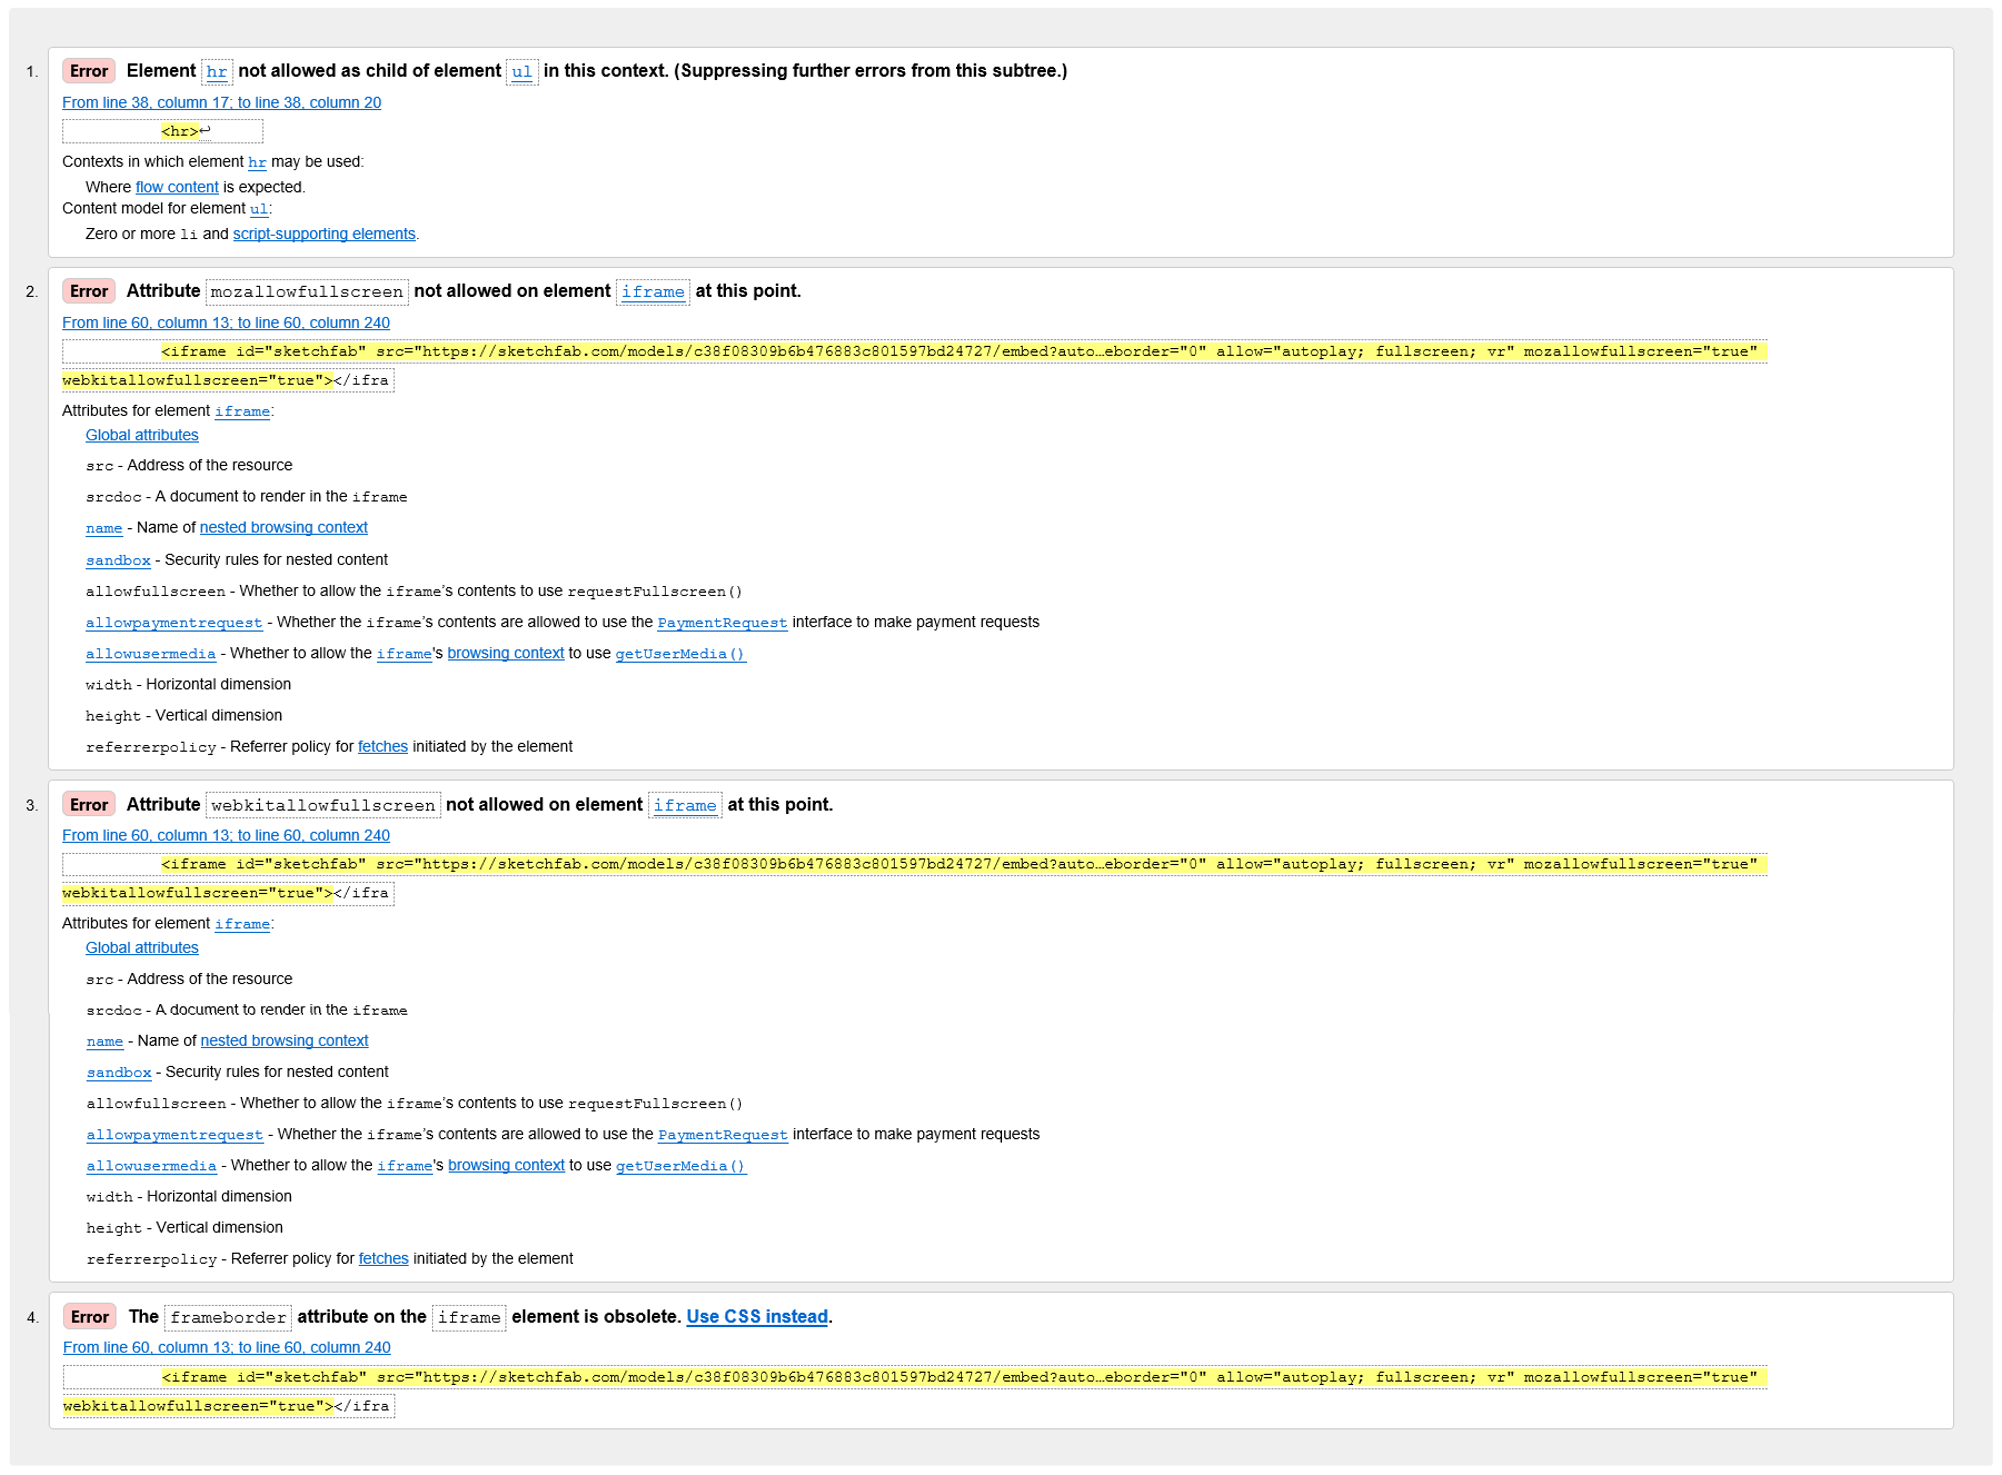 1. Error Element hr not allowed as child of element ul in this context. (Suppressing further errors from this subtree.)
From line 38, column 17; to line 38, column 20
<hr>↩
Contexts in which element hr may be used:
Where flow content is expected.
Content model for element ul:
Zero or more li and script-supporting elements.
2. Error Attribute mozallowfullscreen not allowed on element iframe at this point.
From line 60, column 13; to line 60, column 240
<iframe id="sketchfab" src="https://sketchfab.com/models/c38f08309b6b476883c801597bd24727/embed?auto…eborder="0" allow="autoplay; fullscreen; vr" mozallowfullscreen="true"
webkitallowfullscreen="true"></ifra
Attributes for element iframe:
Global attributes
src - Address of the resource
srcdoc - A document to render in the iframe
name - Name of nested browsing context
sandbox - Security rules for nested content
allowfullscreen - Whether to allow the iframe's contents to use requestFullscreen()
allowpaymentrequest - Whether the iframe's contents are allowed to use the PaymentRequest interface to make payment requests
allowusermedia - Whether to allow the iframe's browsing context to use getUserMedia()
width - Horizontal dimension
height - Vertical dimension
referrerpolicy - Referrer policy for fetches initiated by the element
3. Error Attribute webkitallowfullscreen not allowed on element iframe at this point.
From line 60, column 13; to line 60, column 240
<iframe id="sketchfab" src="https://sketchfab.com/models/c38f08309b6b476883c801597bd24727/embed?auto…eborder="0" allow="autoplay; fullscreen; vr" mozallowfullscreen="true"
webkitallowfullscreen="true"></ifra
Attributes for element iframe:
Global attributes
src - Address of the resource
srcdoc - A document to render in the iframe
name - Name of nested browsing context
sandbox - Security rules for nested content
allowfullscreen - Whether to allow the iframe's contents to use requestFullscreen()
allowpaymentrequest - Whether the iframe's contents are allowed to use the PaymentRequest interface to make payment requests
allowusermedia - Whether to allow the iframe's browsing context to use getUserMedia()
width - Horizontal dimension
height - Vertical dimension
referrerpolicy - Referrer policy for fetches initiated by the element
4. Error The frameborder attribute on the iframe element is obsolete. Use CSS instead.
From line 60, column 13; to line 60, column 240
<iframe id="sketchfab" src="https://sketchfab.com/models/c38f08309b6b476883c801597bd24727/embed?auto…eborder="0" allow="autoplay; fullscreen; vr" mozallowfullscreen="true"
webkitallowfullscreen="true"></ifra